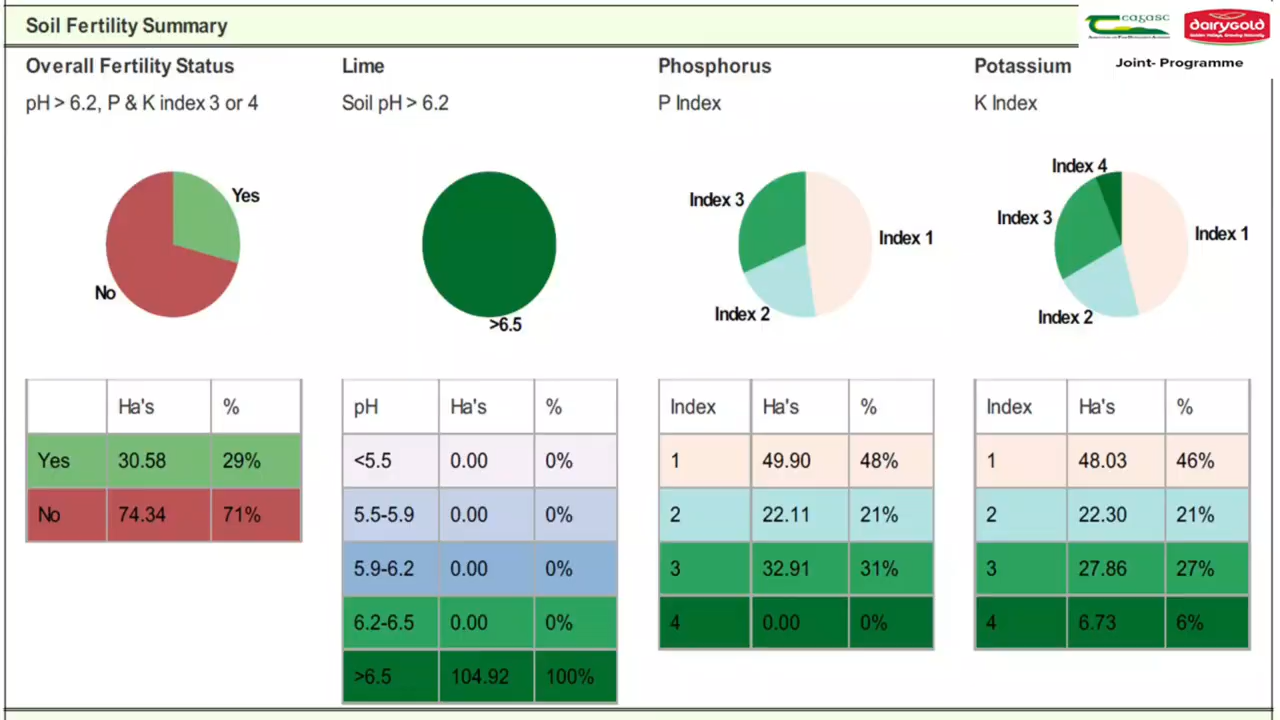 Soil Fertility Summary
teagasc
dairygold
Joint- Programme
Overall Fertility Status
pH > 6.2, P & K index 3 or 4
Yes
No
Ha's %
Yes 30.58 29%
No 74.34 71%
Lime
Soil pH > 6.2
>6.5
pH Ha's %
<5.5 0.00 0%
5.5-5.9 0.00 0%
5.9-6.2 0.00 0%
6.2-6.5 0.00 0%
>6.5 104.92 100%
Phosphorus
P Index
Index 3
Index 1
Index 2
Index Ha's %
1 49.90 48%
2 22.11 21%
3 32.91 31%
4 0.00 0%
Potassium
K Index
Index 4
Index 3
Index 1
Index 2
Index Ha's %
1 48.03 46%
2 22.30 21%
3 27.86 27%
4 6.73 6%